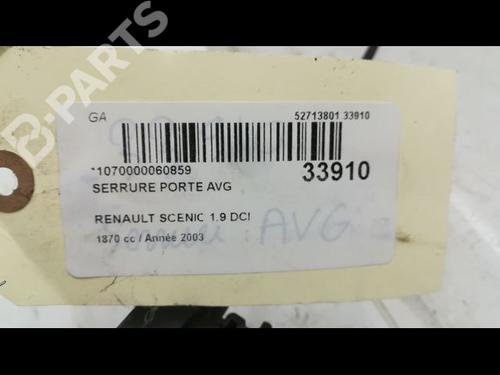 B-PARTS
GA
52713801 33910
*1070000060859
33910
SERRURE PORTE AVG
RENAULT SCENIC 1.9 DCI
AVG
1870 cc / Année 2003